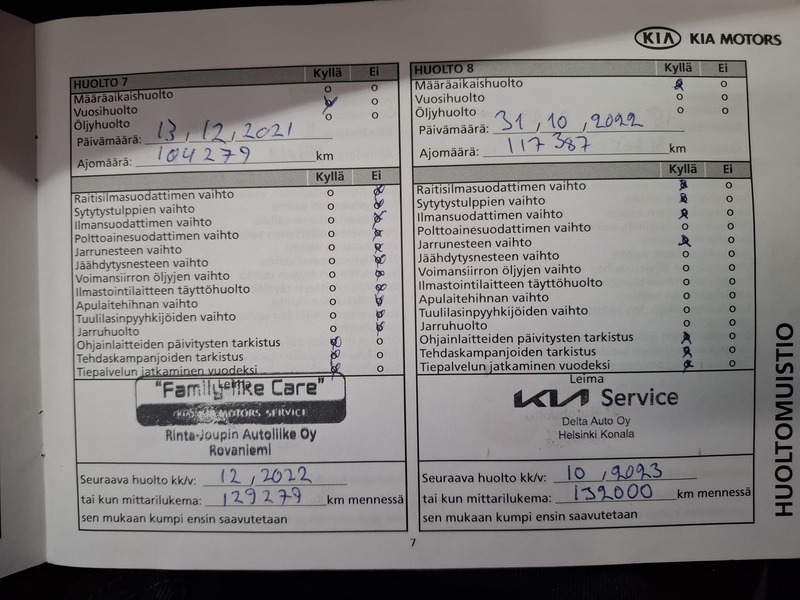 KIA KIA MOTORS
HUOLTO 7 Kyllä Ei
Määräaikaishuolto o o
Vuosihuolto o
Öljyhuolto o o
Päivämäärä: 13, 12, 2021
Ajomäärä: 104279 km
Kyllä Ei
Raitisilmasuodattimen vaihto o
Sytytystulppien vaihto o
Ilmansuodattimen vaihto o
Polttoainesuodattimen vaihto o
Jarrunesteen vaihto o
Jäähdytysnesteen vaihto o
Voimansiirron öljyjen vaihto o
Ilmastointilaitteen täyttöhuolto o
Apulaitehihnan vaihto o
Tuulilasinpyyhkijöiden vaihto o
Jarruhuolto o
Ohjainlaitteiden päivitysten tarkistus o
Tehdaskampanjoiden tarkistus o
Tiepalvelun jatkaminen vuodeksi o
Leima
"Family-like Care"
KIA MOTORS SERVICE
Rinta-Joupin Autoliike Oy
Rovaniemi
Seuraava huolto kk/v: 12, 2022
tai kun mittarilukema: 129279 km mennessä
sen mukaan kumpi ensin saavutetaan
HUOLTO 8 Kyllä Ei
Määräaikaishuolto o
Vuosihuolto o o
Öljyhuolto o o
Päivämäärä: 31, 10, 2022
Ajomäärä: 117387 km
Kyllä Ei
Raitisilmasuodattimen vaihto o
Sytytystulppien vaihto o
Ilmansuodattimen vaihto o
Polttoainesuodattimen vaihto o o
Jarrunesteen vaihto o
Jäähdytysnesteen vaihto o o
Voimansiirron öljyjen vaihto o o
Ilmastointilaitteen täyttöhuolto o o
Apulaitehihnan vaihto o o
Tuulilasinpyyhkijöiden vaihto o o
Jarruhuolto o o
Ohjainlaitteiden päivitysten tarkistus o
Tehdaskampanjoiden tarkistus o
Tiepalvelun jatkaminen vuodeksi o
Leima
KIA Service
Delta Auto Oy
Helsinki Konala
Seuraava huolto kk/v: 10, 2023
tai kun mittarilukema: 132000 km mennessä
sen mukaan kumpi ensin saavutetaan
7
HUOLTOMUISTIO